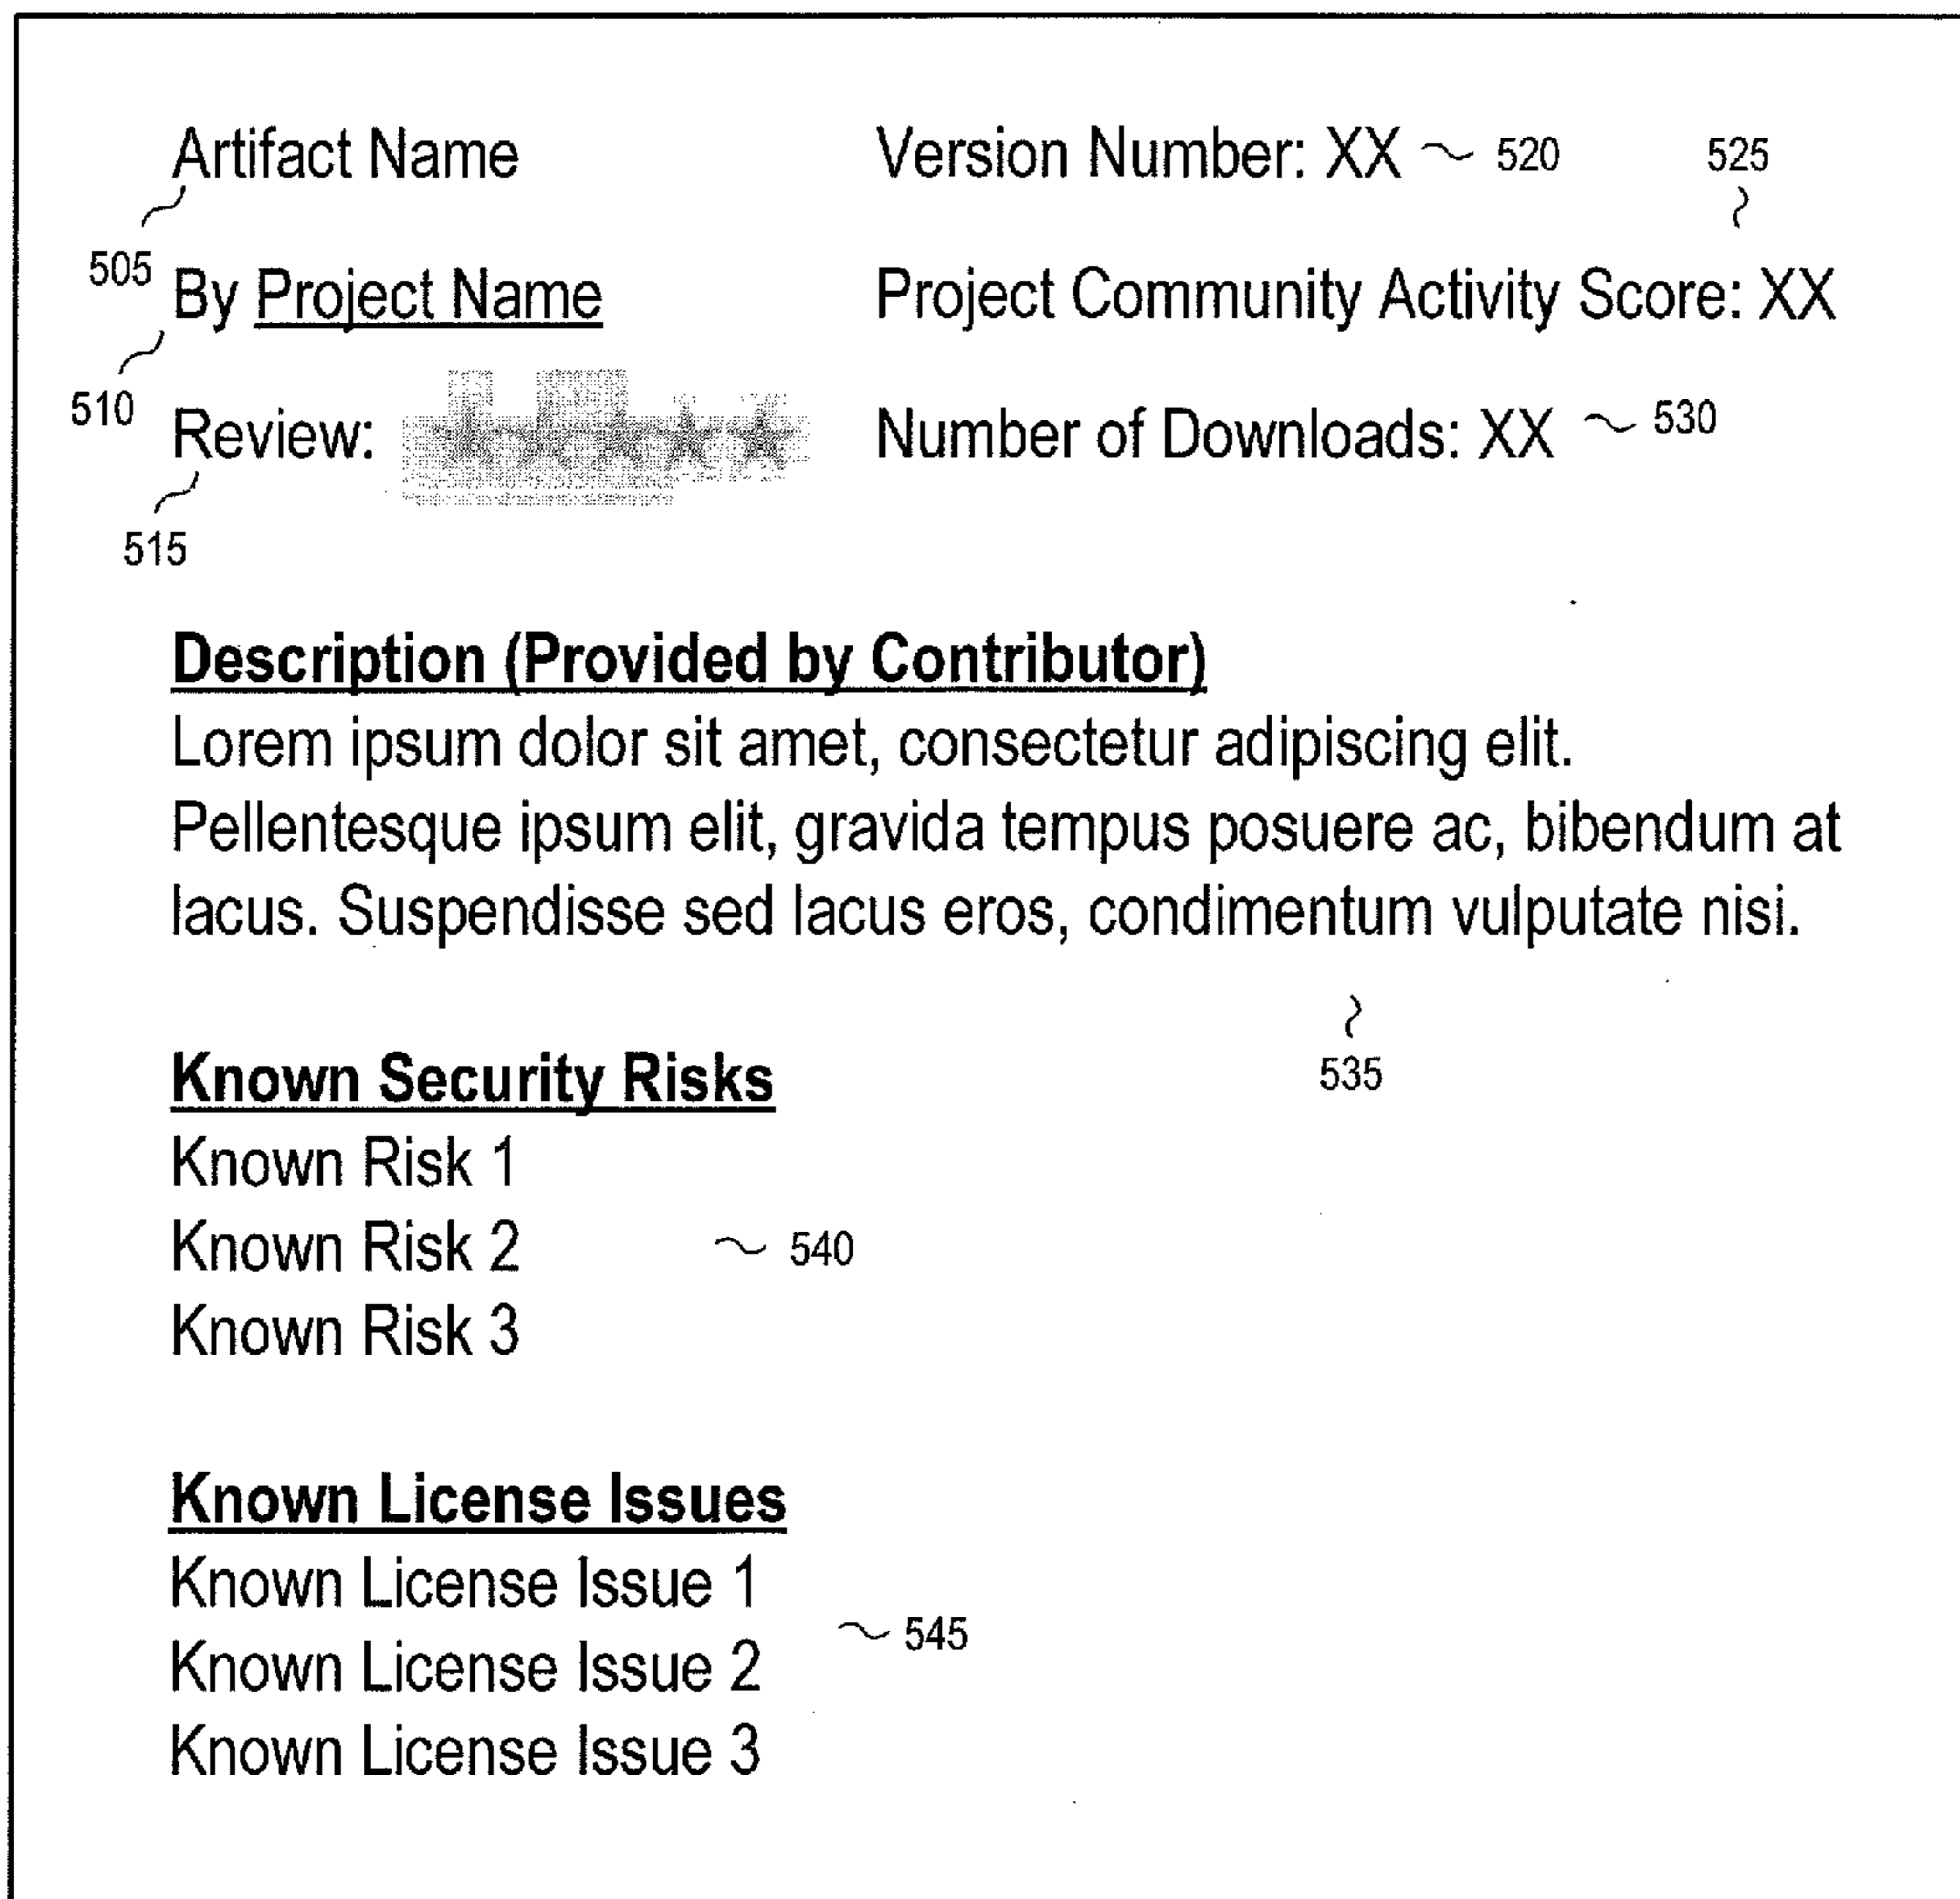 Artifact Name
Version Number: XX 520
525
505
By Project Name
Project Community Activity Score: XX
510
Review:
Number of Downloads: XX 530
515
Description (Provided by Contributor)
Lorem ipsum dolor sit amet, consectetur adipiscing elit.
Pellentesque ipsum elit, gravida tempus posuere ac, bibendum at
lacus. Suspendisse sed lacus eros, condimentum vulputate nisi.
535
Known Security Risks
Known Risk 1
Known Risk 2 540
Known Risk 3
Known License Issues
Known License Issue 1
545
Known License Issue 2
Known License Issue 3